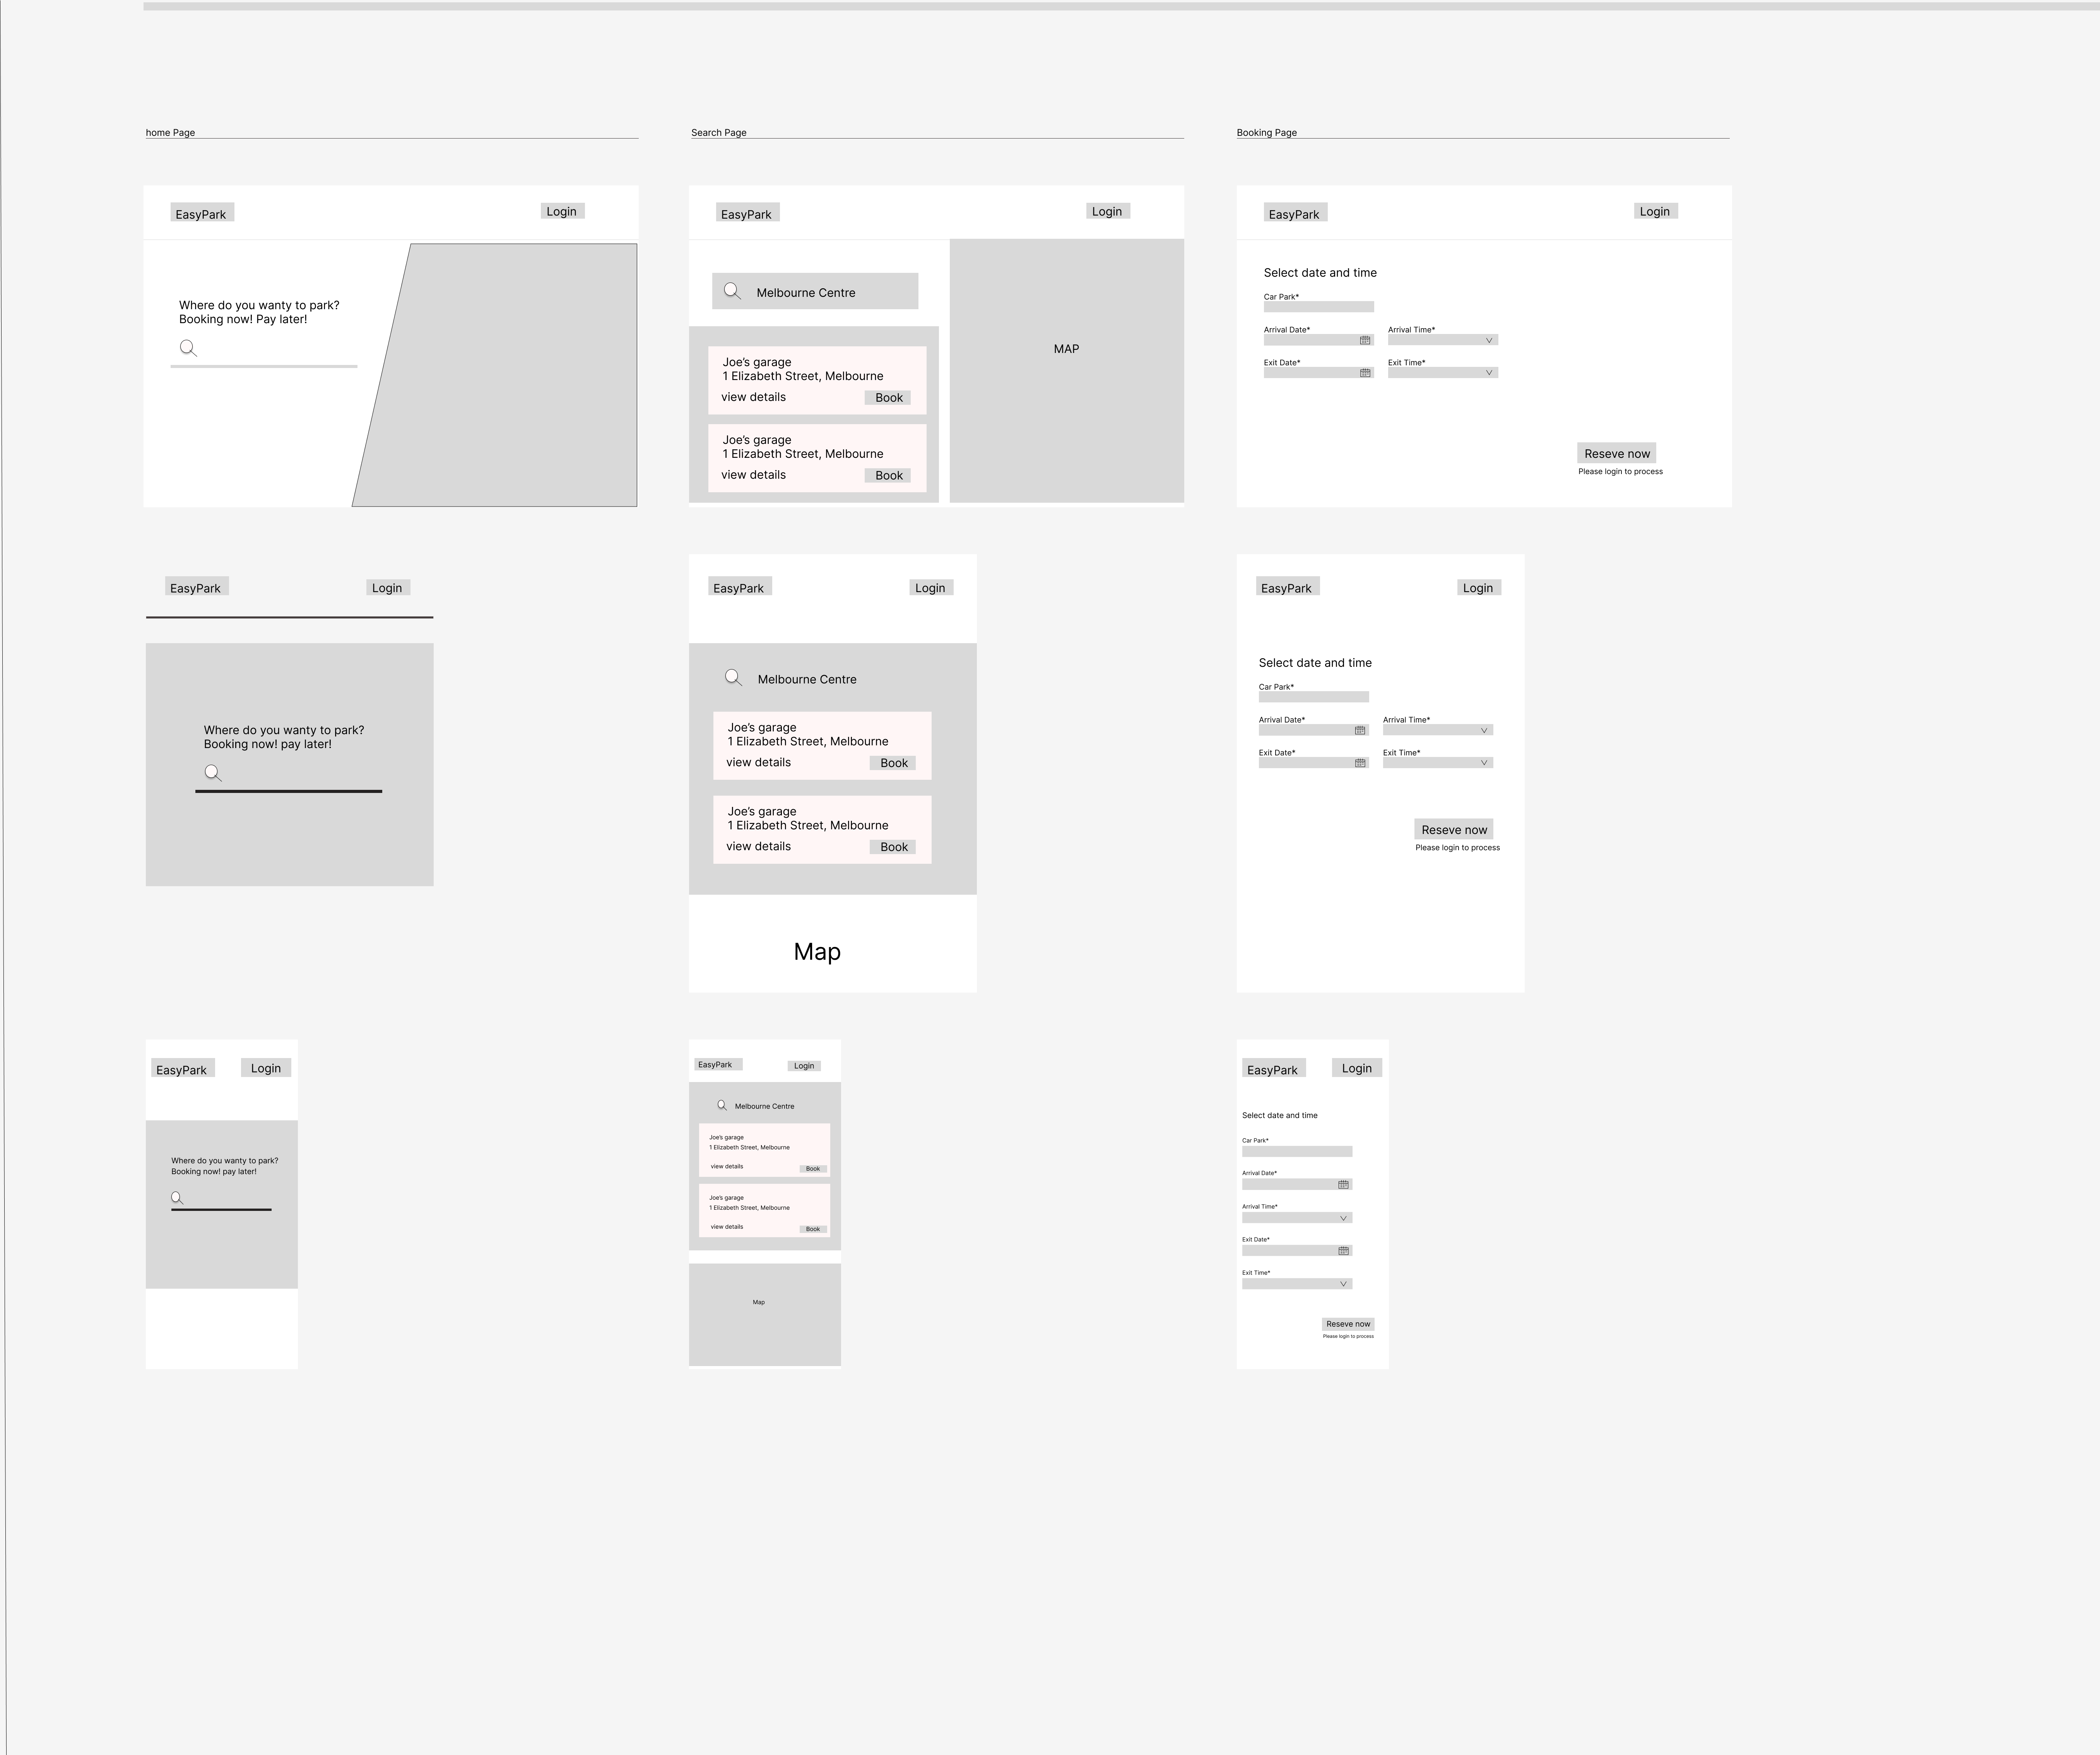 home Page
Search Page
Booking Page
EasyPark
Login
Where do you wanty to park?
Booking now! Pay later!
EasyPark
Login
Melbourne Centre
Joe's garage
1 Elizabeth Street, Melbourne
view details
Book
Joe's garage
1 Elizabeth Street, Melbourne
view details
Book
MAP
EasyPark
Login
Select date and time
Car Park*
Arrival Date*
Arrival Time*
Exit Date*
Exit Time*
Reseve now
Please login to process
EasyPark
Login
Where do you wanty to park?
Booking now! pay later!
EasyPark
Login
Melbourne Centre
Joe's garage
1 Elizabeth Street, Melbourne
view details
Book
Joe's garage
1 Elizabeth Street, Melbourne
view details
Book
Map
EasyPark
Login
Select date and time
Car Park*
Arrival Date*
Arrival Time*
Exit Date*
Exit Time*
Reseve now
Please login to process
EasyPark
Login
Where do you wanty to park?
Booking now! pay later!
EasyPark
Login
Melbourne Centre
Joe's garage
1 Elizabeth Street, Melbourne
view details
Book
Joe's garage
1 Elizabeth Street, Melbourne
view details
Book
Map
EasyPark
Login
Select date and time
Car Park*
Arrival Date*
Arrival Time*
Exit Date*
Exit Time*
Reseve now
Please login to process